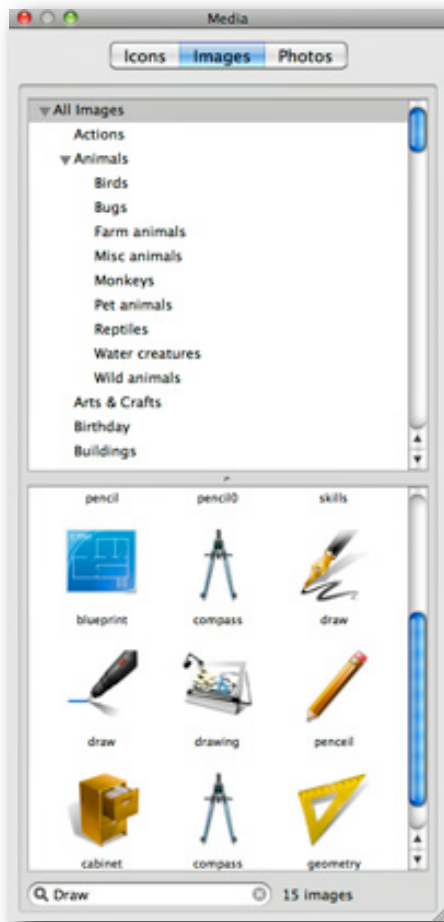 Media
Icons Images Photos
All Images
Actions
Animals
Birds
Bugs
Farm animals
Misc animals
Monkeys
Pet animals
Reptiles
Water creatures
Wild animals
Arts & Crafts
Birthday
Buildings
pencil pencil0 skills
blueprint compass draw
draw drawing penceil
cabinet compass geometry
Draw 15 images